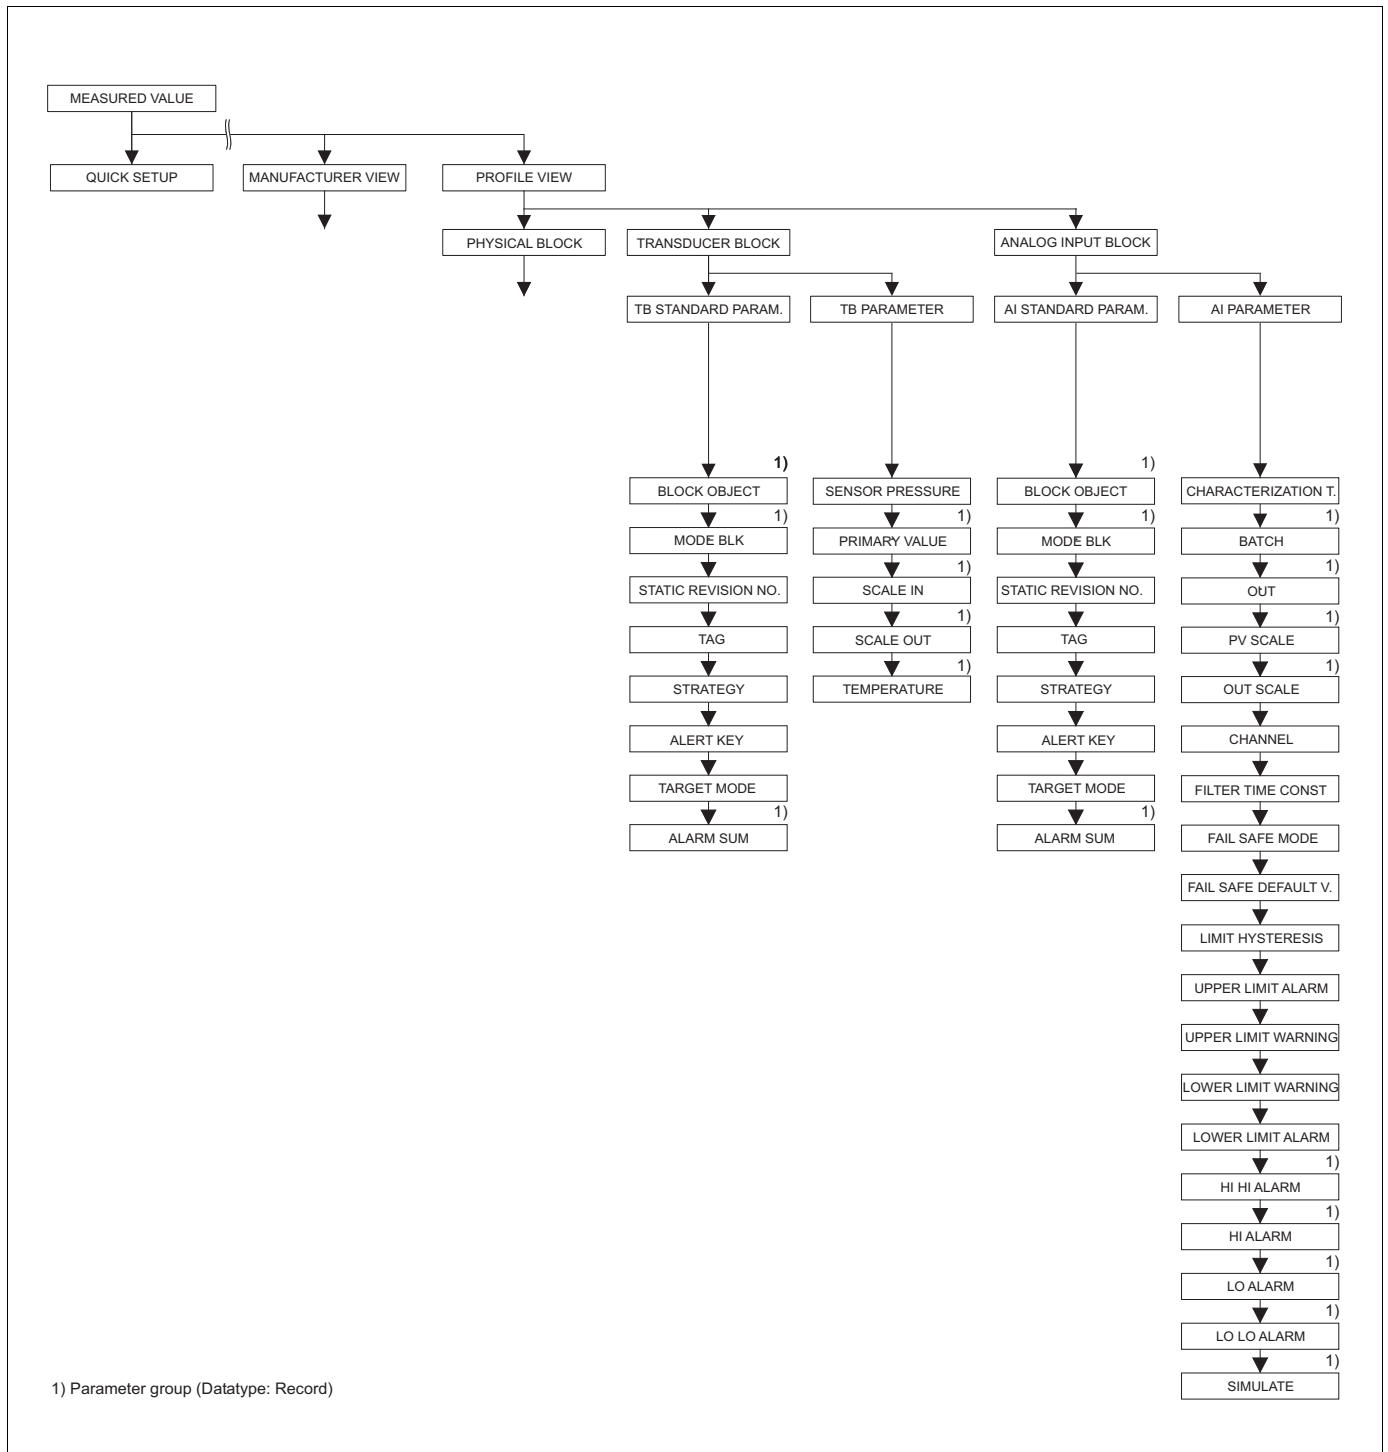 MEASURED VALUE
QUICK SETUP
MANUFACTURER VIEW
PROFILE VIEW
PHYSICAL BLOCK
TRANSDUCER BLOCK
ANALOG INPUT BLOCK
TB STANDARD PARAM.
TB PARAMETER
AI STANDARD PARAM.
AI PARAMETER
1)
BLOCK OBJECT
1)
MODE BLK
STATIC REVISION NO.
TAG
STRATEGY
ALERT KEY
TARGET MODE
1)
ALARM SUM
SENSOR PRESSURE
1)
PRIMARY VALUE
1)
SCALE IN
1)
SCALE OUT
1)
TEMPERATURE
1)
BLOCK OBJECT
1)
MODE BLK
STATIC REVISION NO.
TAG
STRATEGY
ALERT KEY
TARGET MODE
1)
ALARM SUM
CHARACTERIZATION T.
1)
BATCH
1)
OUT
1)
PV SCALE
1)
OUT SCALE
CHANNEL
FILTER TIME CONST
FAIL SAFE MODE
FAIL SAFE DEFAULT V.
LIMIT HYSTERESIS
UPPER LIMIT ALARM
UPPER LIMIT WARNING
LOWER LIMIT WARNING
LOWER LIMIT ALARM
1)
HI HI ALARM
1)
HI ALARM
1)
LO ALARM
1)
LO LO ALARM
1)
SIMULATE
1) Parameter group (Datatype: Record)